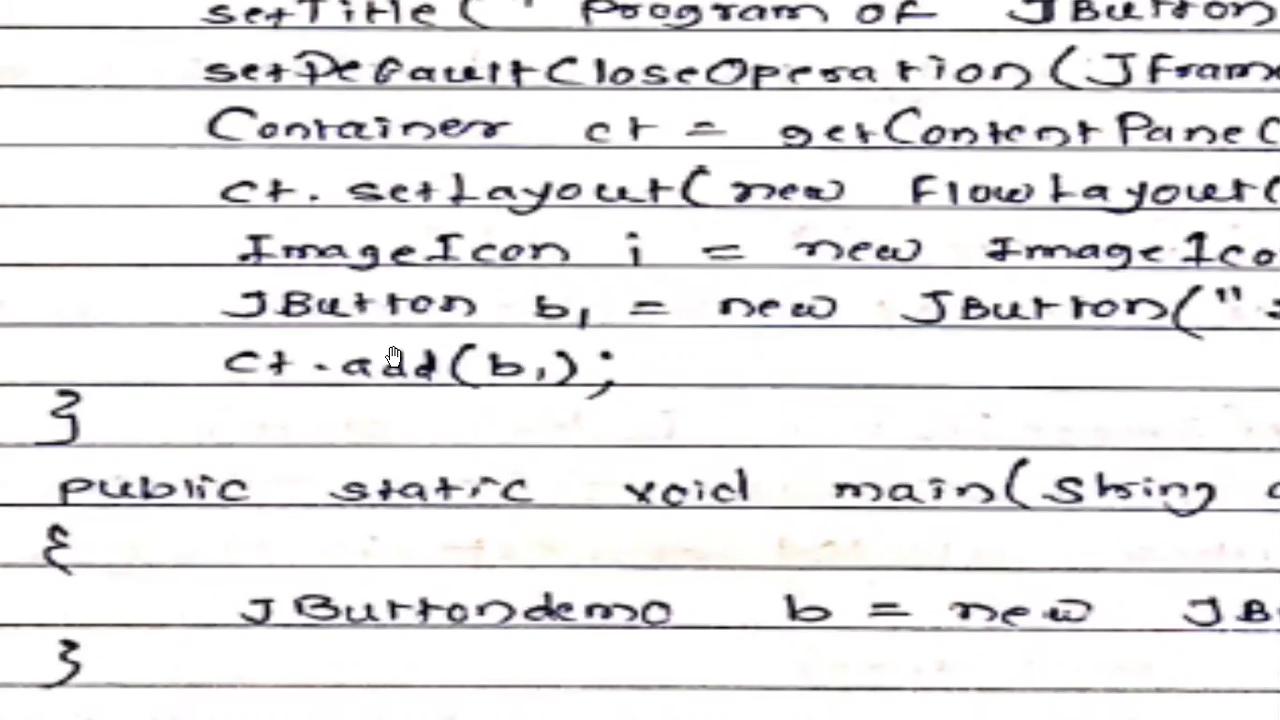 setTitle(" Program of JButton
setDefaultCloseOperation(JFram
Container ct = getContentPane(
ct.setLayout(new FlowLayout(
ImageIcon i = new ImageIco
JButton b1 = new JButton("
ct.add(b1);
}
public static void main(String
{
JButtondemo b = new JB
}